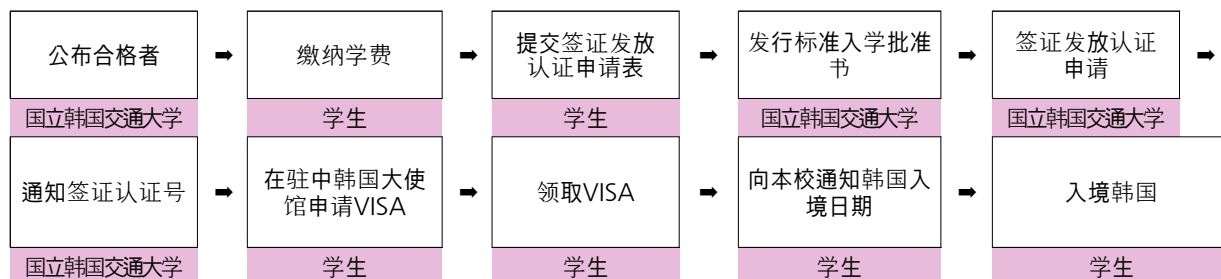 公布合格者 ➡ 缴纳学费 ➡ 提交签证发放 ➡ 发行标准入学批准 ➡ 签证发放认证 ➡
认证申请表 书 申请
国立韩国交通大学 学生 学生 国立韩国交通大学 国立韩国交通大学
通知签证认证号 ➡ 在驻中韩国大使 ➡ 领取VISA ➡ 向本校通知韩国入 ➡ 入境韩国
馆申请VISA 境日期
国立韩国交通大学 学生 学生 学生 学生